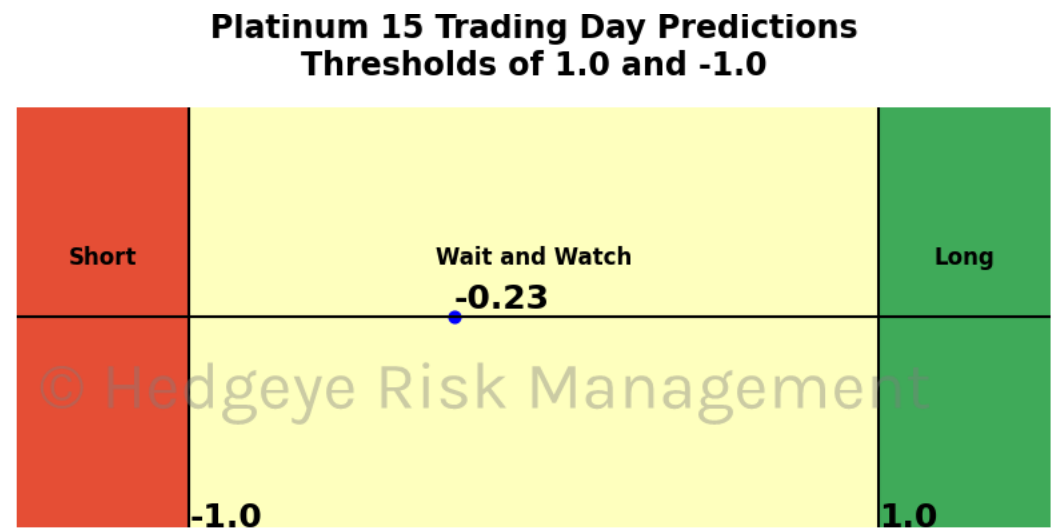 Platinum 15 Trading Day Predictions
Thresholds of 1.0 and -1.0
Short
Wait and Watch
Long
-0.23
© Hedgeye Risk Management
-1.0
1.0